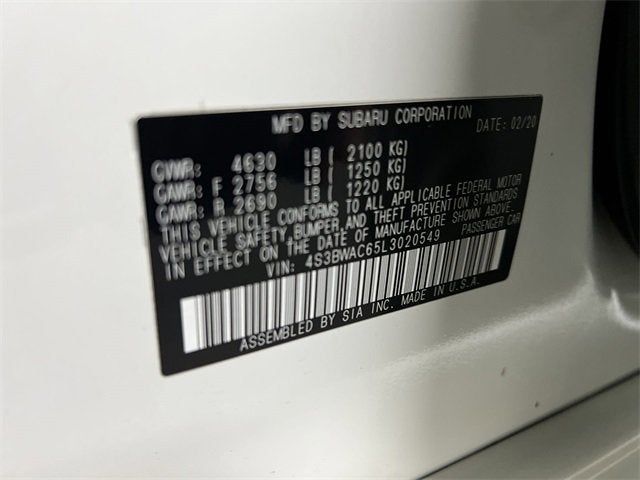 MFD BY SUBARU CORPORATION
DATE: 02/20
GVWR: 4630 LB ( 2100 KG)
GAWR: F 2756 LB ( 1250 KG)
GAWR: R 2690 LB ( 1220 KG)
THIS VEHICLE CONFORMS TO ALL APPLICABLE FEDERAL MOTOR
VEHICLE SAFETY, BUMPER, AND THEFT PREVENTION STANDARDS
IN EFFECT ON THE DATE OF MANUFACTURE SHOWN ABOVE.
VIN: 4S3BWAC65L3020549 PASSENGER CAR
ASSEMBLED BY SIA INC. MADE IN U.S.A.